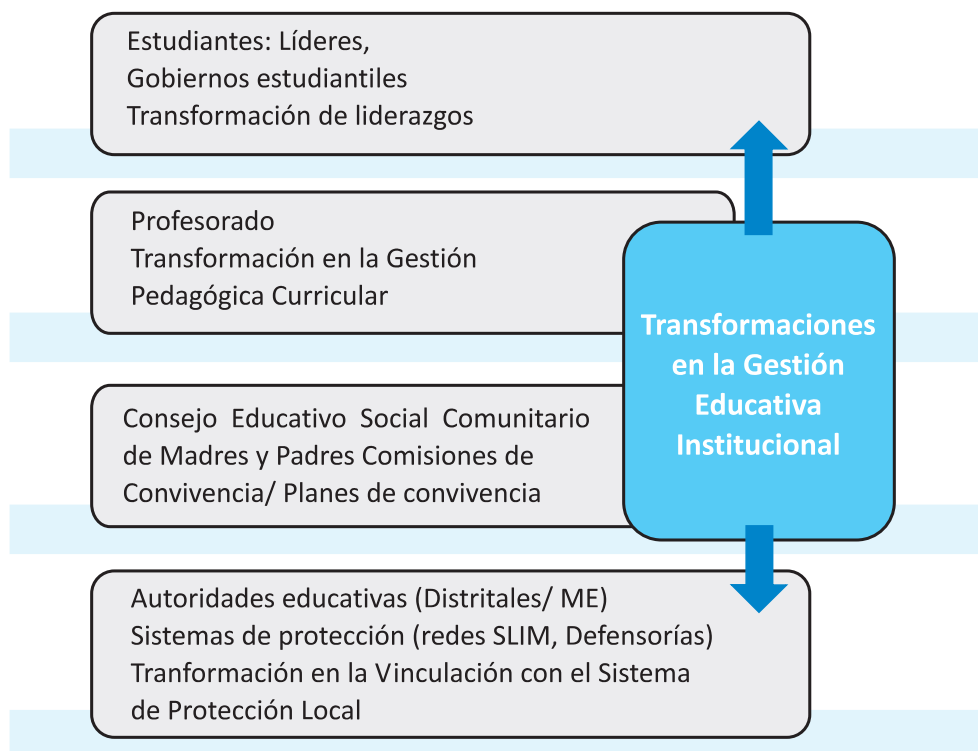 Estudiantes: Líderes,
Gobiernos estudiantiles
Transformación de liderazgos
Profesorado
Transformación en la Gestión
Pedagógica Curricular
Transformaciones
en la Gestión
Educativa
Institucional
Consejo Educativo Social Comunitario
de Madres y Padres Comisiones de
Convivencia/ Planes de convivencia
Autoridades educativas (Distritales/ ME)
Sistemas de protección (redes SLIM, Defensorías)
Tranformación en la Vinculación con el Sistema
de Protección Local